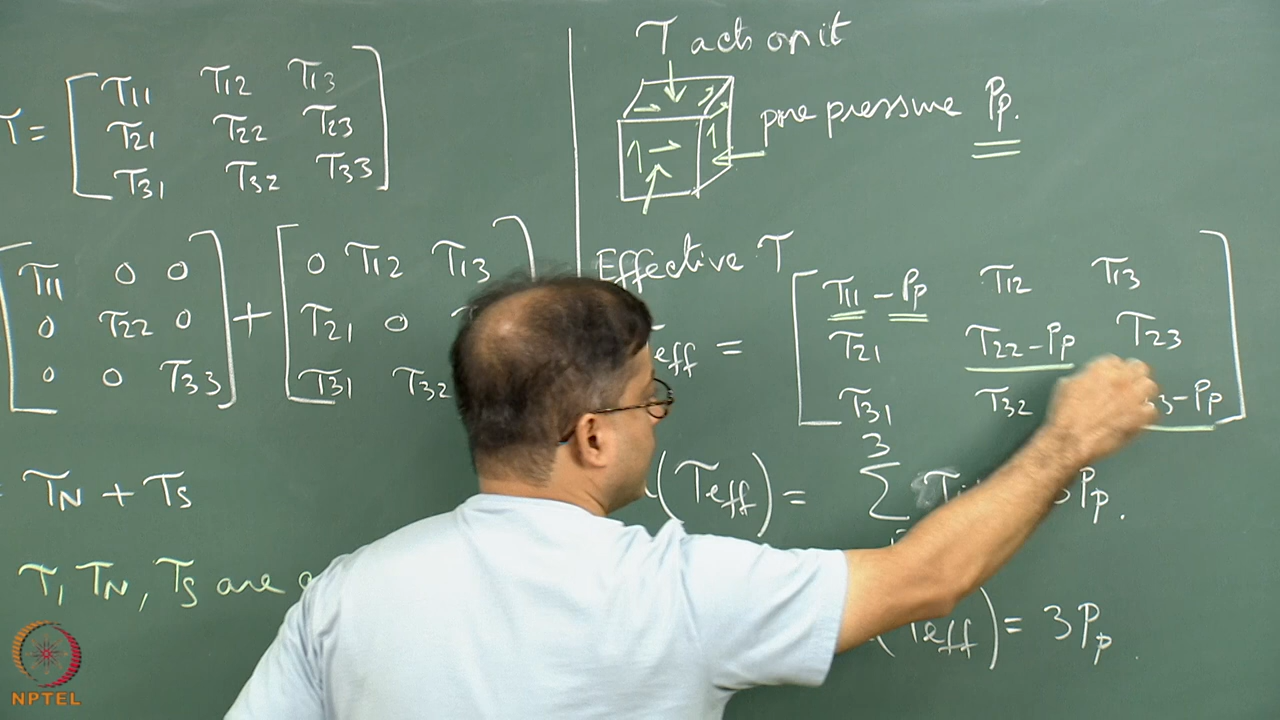 T = [ T11 T12 T13
T21 T22 T23
T31 T32 T33 ]
[ T11 0 0
0 T22 0
0 0 T33 ] + [ 0 T12 T13
T21 0
T31 T32
TN + TS
T, TN, TS are
T acts on it
pore pressure Pp.
Effective T
eff = [ T11 - Pp T12 T13
T21 T22 - Pp T23
T31 T32 3 - Pp ]
(Teff) = 3 Σ Pp.
(Teff) = 3Pp
NPTEL